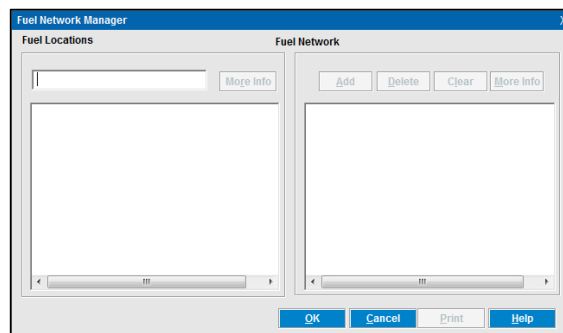 Fuel Network Manager
Fuel Locations Fuel Network
More Info Add Delete Clear More Info
OK Cancel Print Help